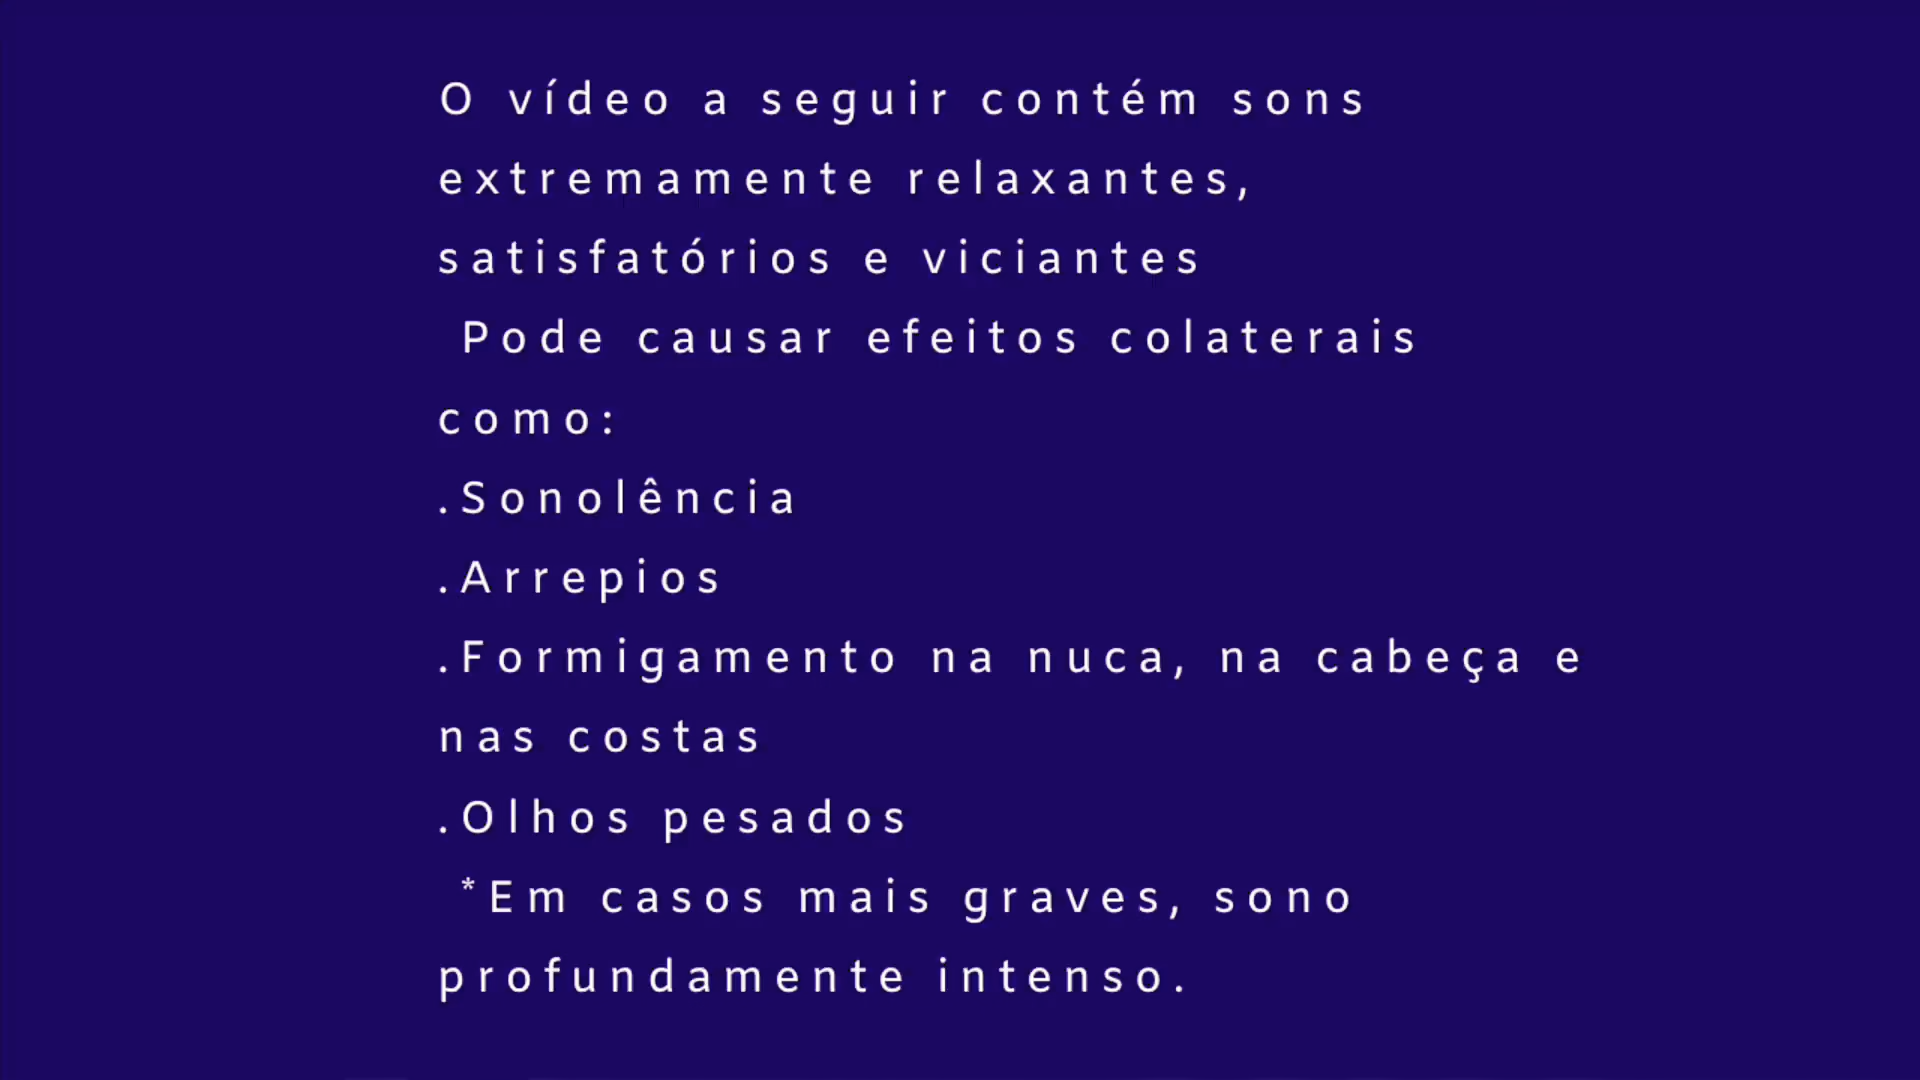 O vídeo a seguir contém sons
extremamente relaxantes,
satisfatórios e viciantes
Pode causar efeitos colaterais
como:
.Sonolência
.Arrepios
.Formigamento na nuca, na cabeça e
nas costas
.Olhos pesados
*Em casos mais graves, sono
profundamente intenso.